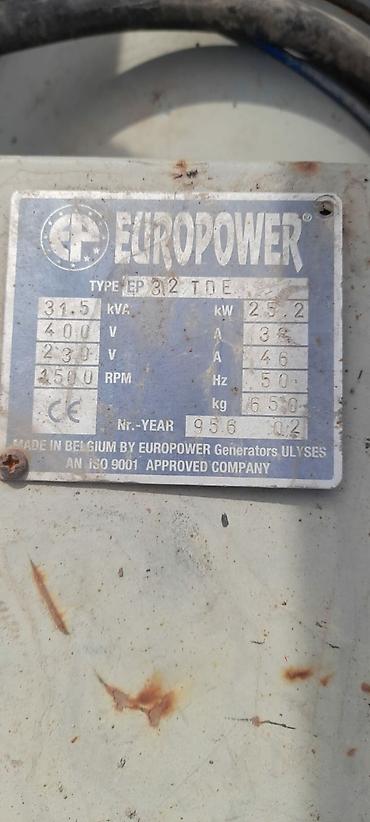 EP EUROPOWER®
TYPE EP 32 TDE
31.5 kVA kW 25.2
400 V A
230 V A 46
1500 RPM Hz 50
CE kg 650
Nr.-YEAR 956 02
MADE IN BELGIUM BY EUROPOWER Generators ULYSES
AN ISO 9001 APPROVED COMPANY